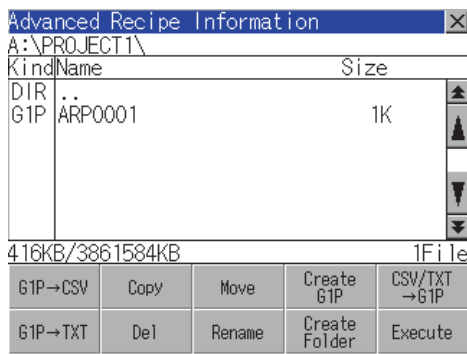 Advanced Recipe Information ×
A:\PROJECT1\
Kind Name Size
DIR ..
G1P ARP0001 1K
416KB/3861584KB 1File
G1P→CSV Copy Move Create G1P CSV/TXT →G1P
G1P→TXT Del Rename Create Folder Execute